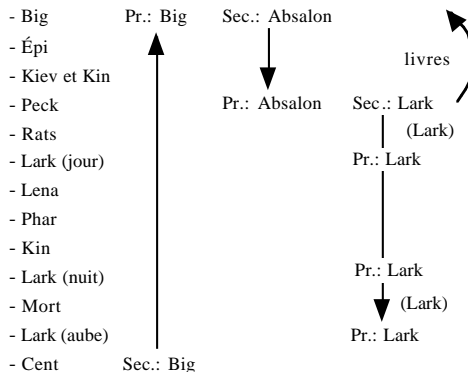 - Big Pr.: Big Sec.: Absalon
- Épi
livres
- Kiev et Kin
- Peck Pr.: Absalon Sec.: Lark
- Rats (Lark)
- Lark (jour) Pr.: Lark
- Lena
- Phar
- Kin
- Lark (nuit) Pr.: Lark
- Mort (Lark)
- Lark (aube) Pr.: Lark
- Cent Sec.: Big